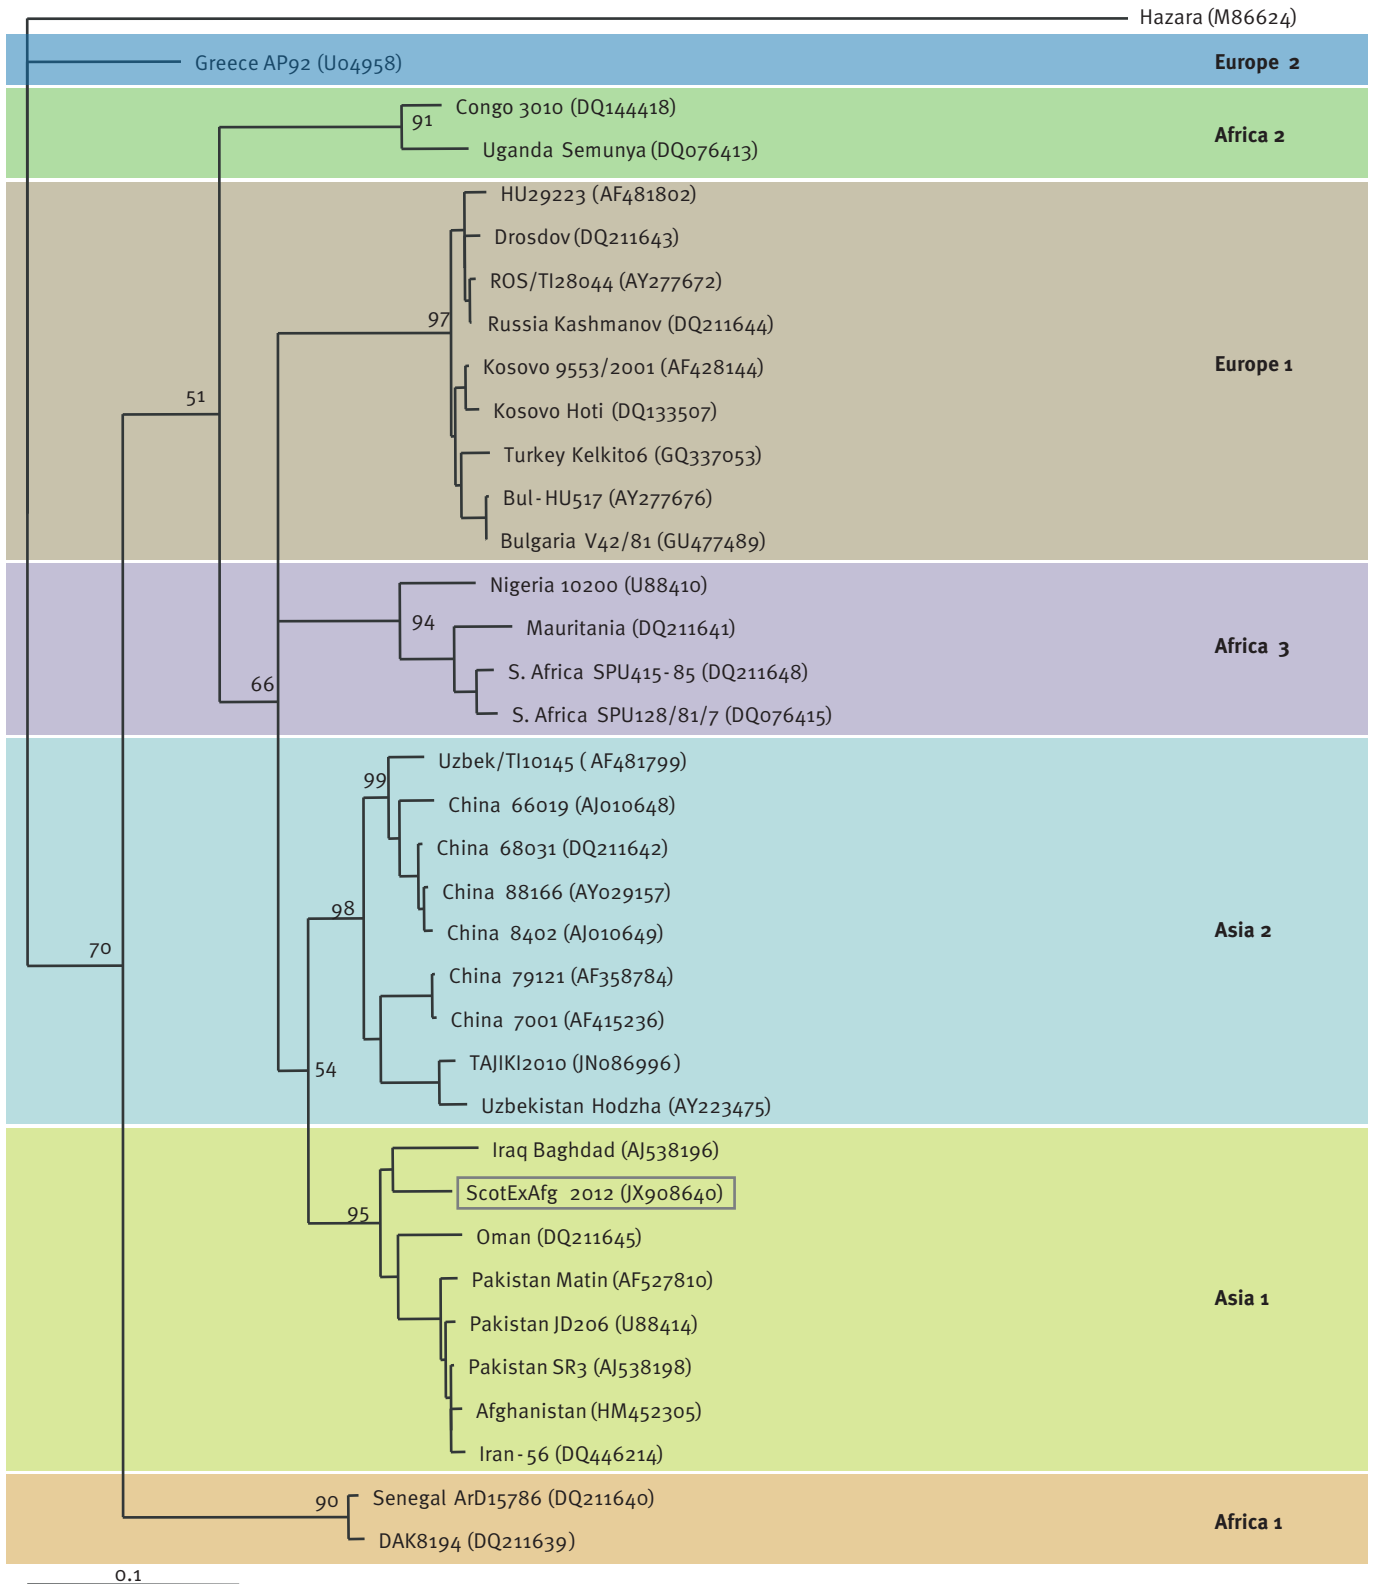 Hazara (M86624)
Greece AP92 (U04958)
Europe 2
Congo 3010 (DQ144418)
91
Africa 2
Uganda Semunya (DQ076413)
HU29223 (AF481802)
Drosdov (DQ211643)
ROS/TI28044 (AY277672)
97
Russia Kashmanov (DQ211644)
Kosovo 9553/2001 (AF428144)
Europe 1
51
Kosovo Hoti (DQ133507)
Turkey Kelkit06 (GQ337053)
Bul-HU517 (AY277676)
Bulgaria V42/81 (GU477489)
Nigeria 10200 (U88410)
94
Mauritania (DQ211641)
Africa 3
S. Africa SPU415-85 (DQ211648)
66
S. Africa SPU128/81/7 (DQ076415)
Uzbek/TI10145 ( AF481799)
99
China 66019 (AJ010648)
China 68031 (DQ211642)
China 88166 (AY029157)
98
China 8402 (AJ010649)
Asia 2
70
China 79121 (AF358784)
China 7001 (AF415236)
54
TAJIKI2010 (JN086996)
Uzbekistan Hodzha (AY223475)
Iraq Baghdad (AJ538196)
ScotExAfg 2012 (JX908640)
95
Oman (DQ211645)
Pakistan Matin (AF527810)
Asia 1
Pakistan JD206 (U88414)
Pakistan SR3 (AJ538198)
Afghanistan (HM452305)
Iran-56 (DQ446214)
90
Senegal ArD15786 (DQ211640)
Africa 1
DAK8194 (DQ211639)
0.1